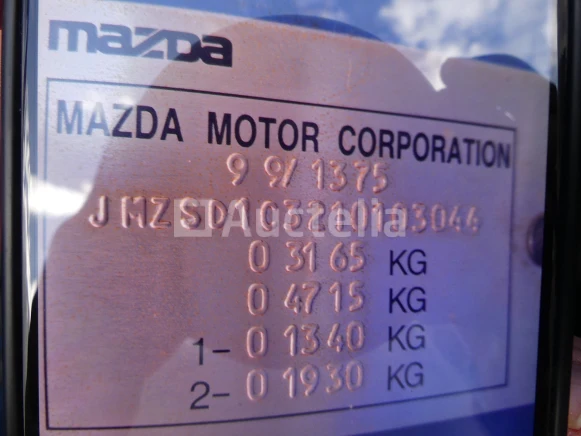 mazda
MAZDA MOTOR CORPORATION
9 9/ 1375
Auctelia
0 3165 KG
0 4715 KG
1- 0 1340 KG
2- 0 1930 KG